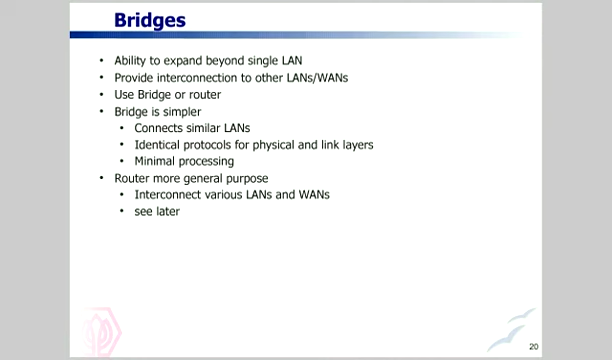 Bridges
• Ability to expand beyond single LAN
• Provide interconnection to other LANs/WANs
• Use Bridge or router
• Bridge is simpler
• Connects similar LANs
• Identical protocols for physical and link layers
• Minimal processing
• Router more general purpose
• Interconnect various LANs and WANs
• see later
20